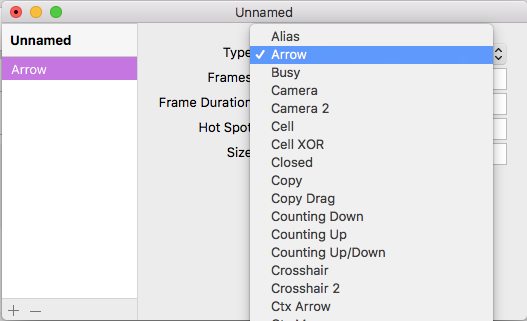 Unnamed
Unnamed
Arrow
Type
Frames
Frame Duration
Hot Spot
Size
Alias
✓ Arrow
Busy
Camera
Camera 2
Cell
Cell XOR
Closed
Copy
Copy Drag
Counting Down
Counting Up
Counting Up/Down
Crosshair
Crosshair 2
Ctx Arrow